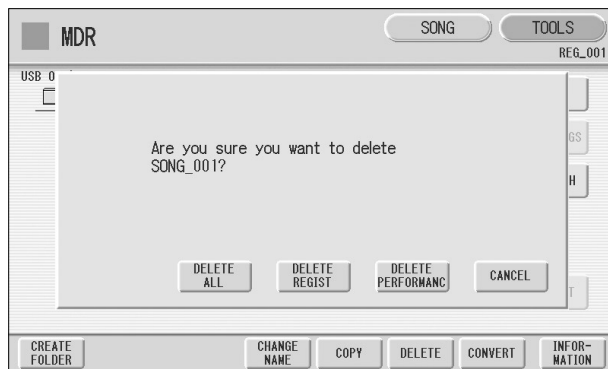 MDR
SONG
TOOLS
REG_001
USB 0
GS
H
Are you sure you want to delete
SONG_001?
T
DELETE
ALL
DELETE
REGIST
DELETE
PERFORMANC
CANCEL
CREATE
FOLDER
CHANGE
NAME
COPY
DELETE
CONVERT
INFOR-
MATION